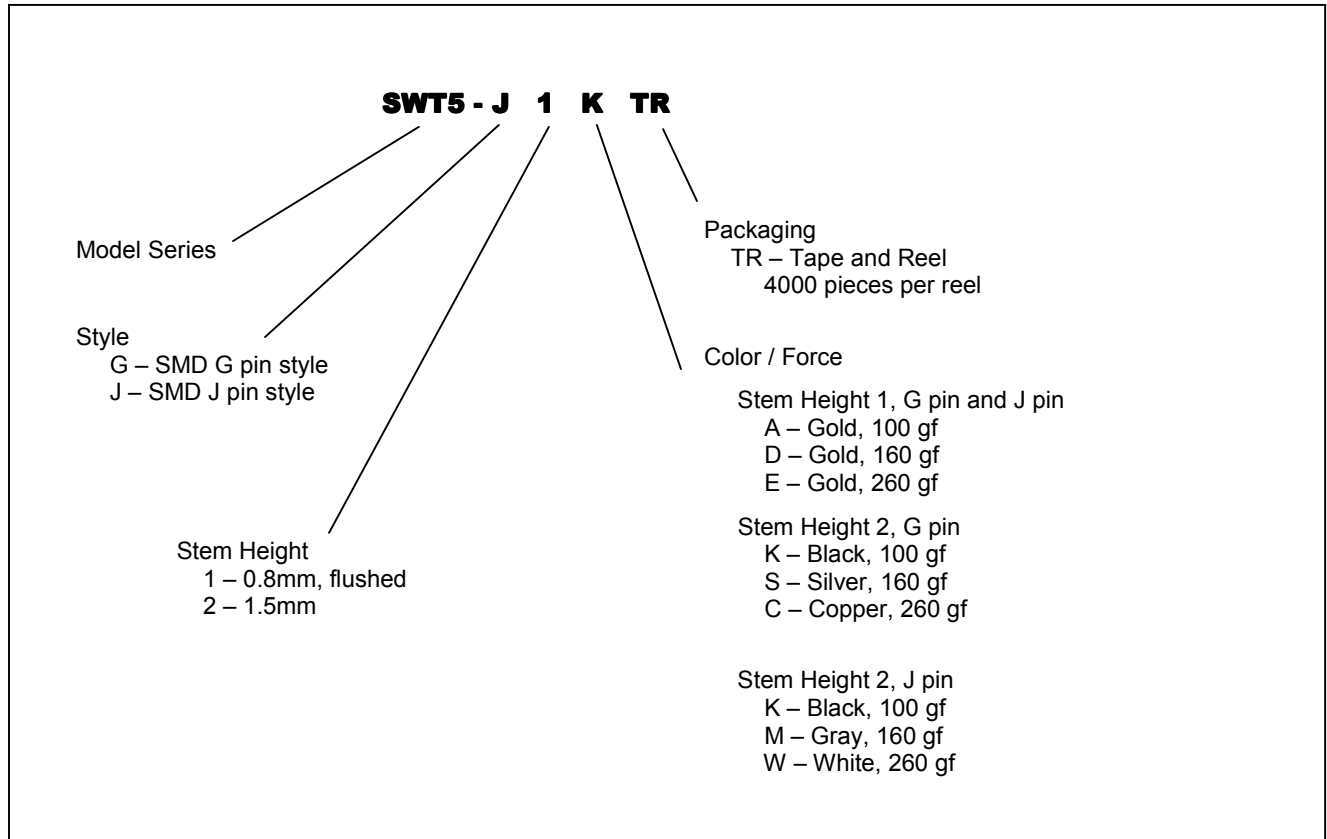 SWT5 - J 1 K TR
Model Series
Style
G – SMD G pin style
J – SMD J pin style
Stem Height
1 – 0.8mm, flushed
2 – 1.5mm
Packaging
TR – Tape and Reel
4000 pieces per reel
Color / Force
Stem Height 1, G pin and J pin
A – Gold, 100 gf
D – Gold, 160 gf
E – Gold, 260 gf
Stem Height 2, G pin
K – Black, 100 gf
S – Silver, 160 gf
C – Copper, 260 gf
Stem Height 2, J pin
K – Black, 100 gf
M – Gray, 160 gf
W – White, 260 gf